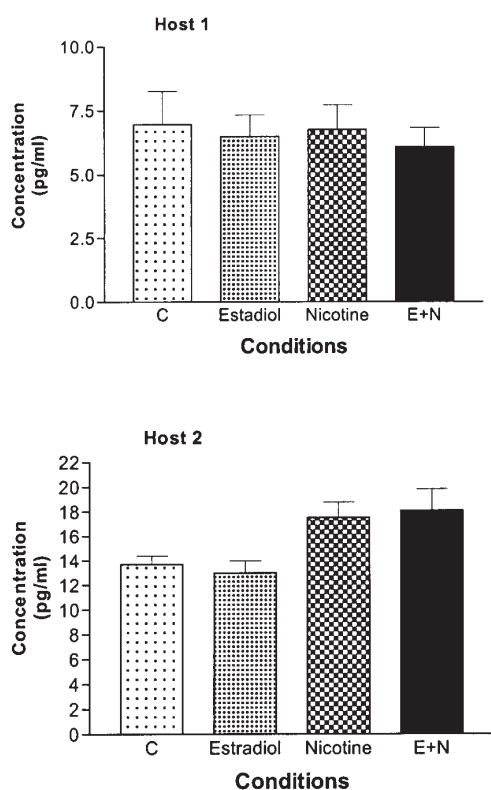 Host 1
Concentration
(pg/ml)
10.0
7.5
5.0
2.5
0.0
C Estadiol Nicotine E+N
Conditions
Host 2
Concentration
(pg/ml)
22
20
18
16
14
12
10
8
6
4
2
0
C Estradiol Nicotine E+N
Conditions